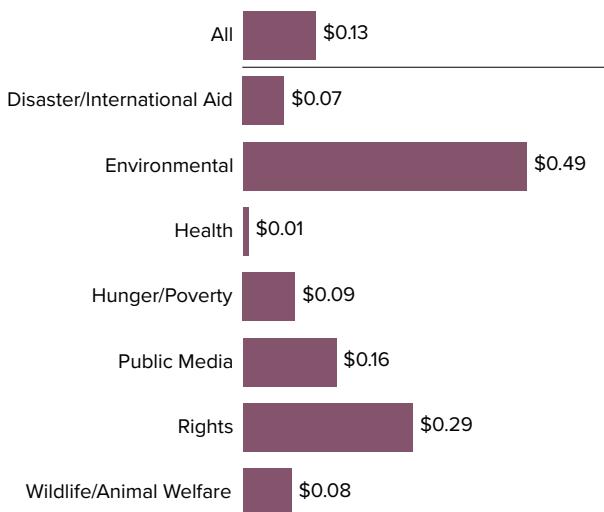 All $0.13
Disaster/International Aid $0.07
Environmental $0.49
Health $0.01
Hunger/Poverty $0.09
Public Media $0.16
Rights $0.29
Wildlife/Animal Welfare $0.08